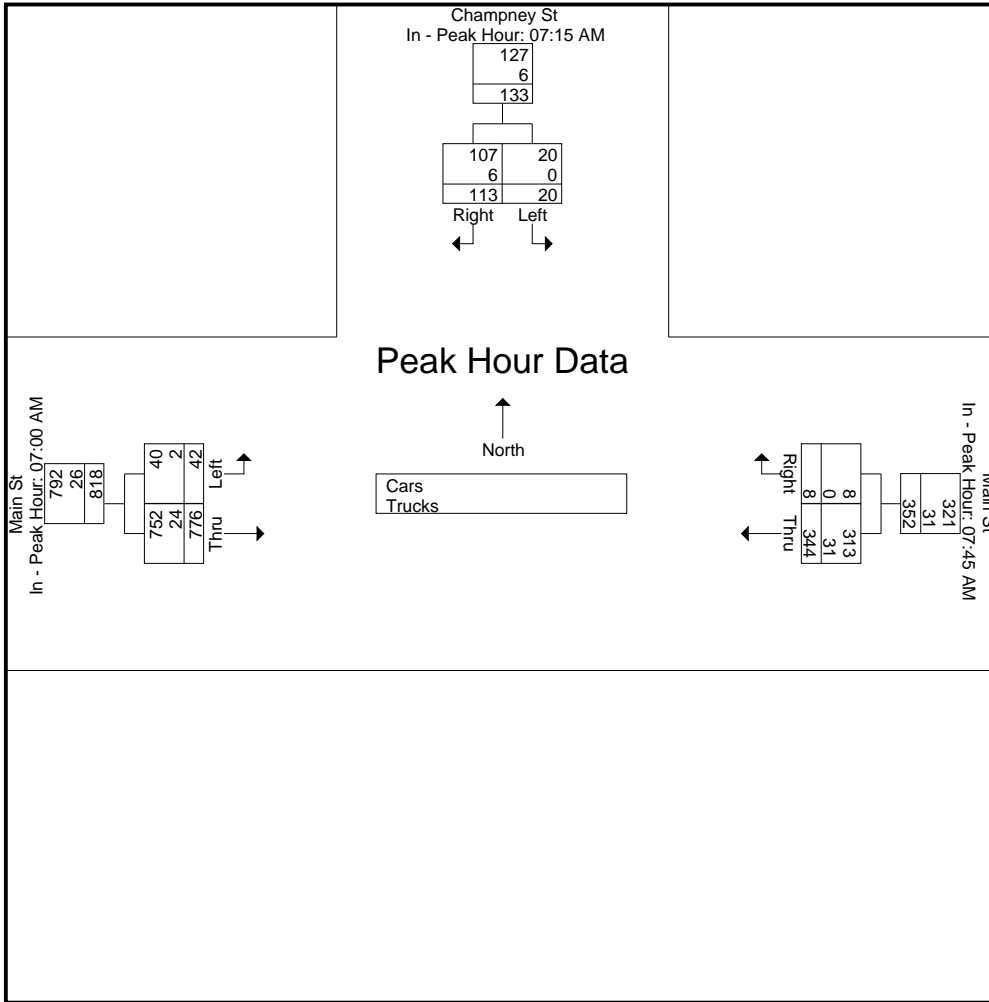 Champney St
In - Peak Hour: 07:15 AM
127
6
133
107 20
6 0
113 20
Right Left
Peak Hour Data
North
Cars
Trucks
Main St
In - Peak Hour: 07:00 AM
792
26
818
40 2 42
Left
752 24 776
Thru
Right
8 0 8
Thru
344 31 313
321
31
352
Main St
In - Peak Hour: 07:45 AM